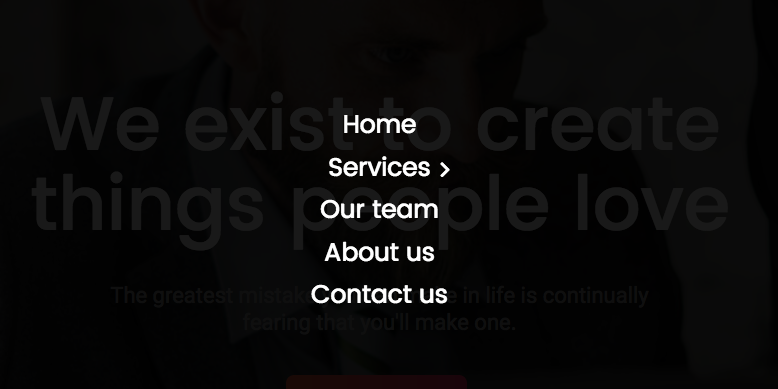 We exist to create
things people love
Home
Services
Our team
About us
Contact us
The greatest mistake in life is continually
fearing that you'll make one.